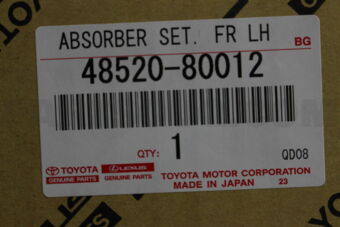 ABSORBER SET. FR LH
BG
48520-80012
QTY: 1
QD08
TOYOTA
GENUINE PARTS
LEXUS
GENUINE PARTS
TOYOTA MOTOR CORPORATION
MADE IN JAPAN 23